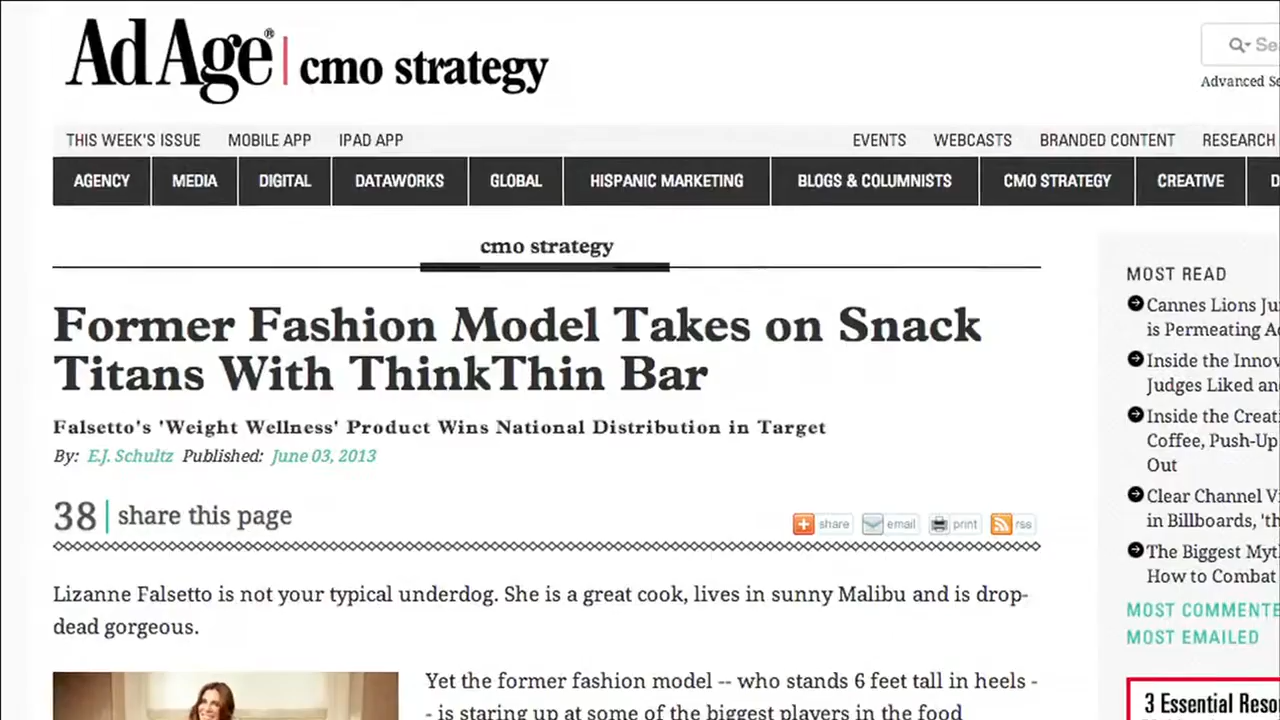 Ad Age® | cmo strategy
Se
Advanced Se
THIS WEEK'S ISSUE MOBILE APP IPAD APP EVENTS WEBCASTS BRANDED CONTENT RESEARCH
AGENCY MEDIA DIGITAL DATAWORKS GLOBAL HISPANIC MARKETING BLOGS & COLUMNISTS CMO STRATEGY CREATIVE D
cmo strategy
Former Fashion Model Takes on Snack
Titans With ThinkThin Bar
Falsetto's 'Weight Wellness' Product Wins National Distribution in Target
By: E.J. Schultz Published: June 03, 2013
38 | share this page
share email print rss
Lizanne Falsetto is not your typical underdog. She is a great cook, lives in sunny Malibu and is drop-
dead gorgeous.
Yet the former fashion model -- who stands 6 feet tall in heels -
- is staring up at some of the biggest players in the food
MOST READ
Cannes Lions Ju
is Permeating Ad
Inside the Innov
Judges Liked an
Inside the Creati
Coffee, Push-Up
Out
Clear Channel Vi
in Billboards, 'th
The Biggest Myt
How to Combat
MOST COMMENTE
MOST EMAILED
3 Essential Reso